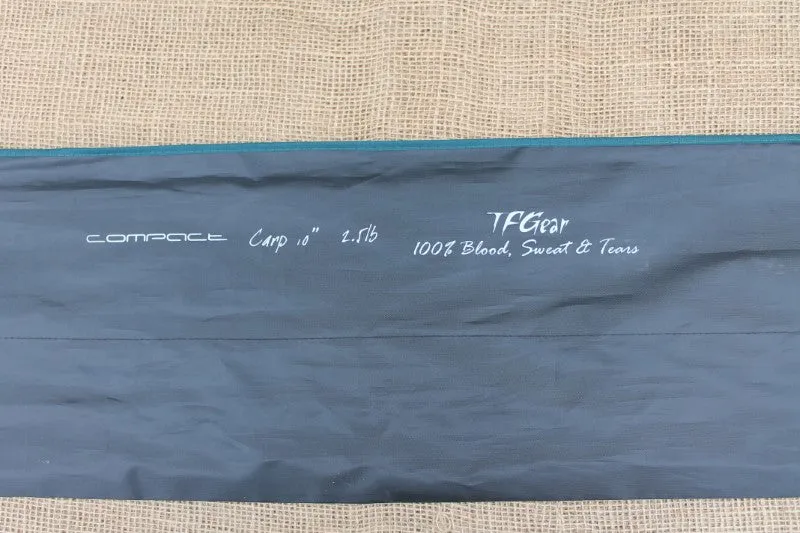 compact Carp 10" 2.5lb
TFGear
100% Blood, Sweat & Tears